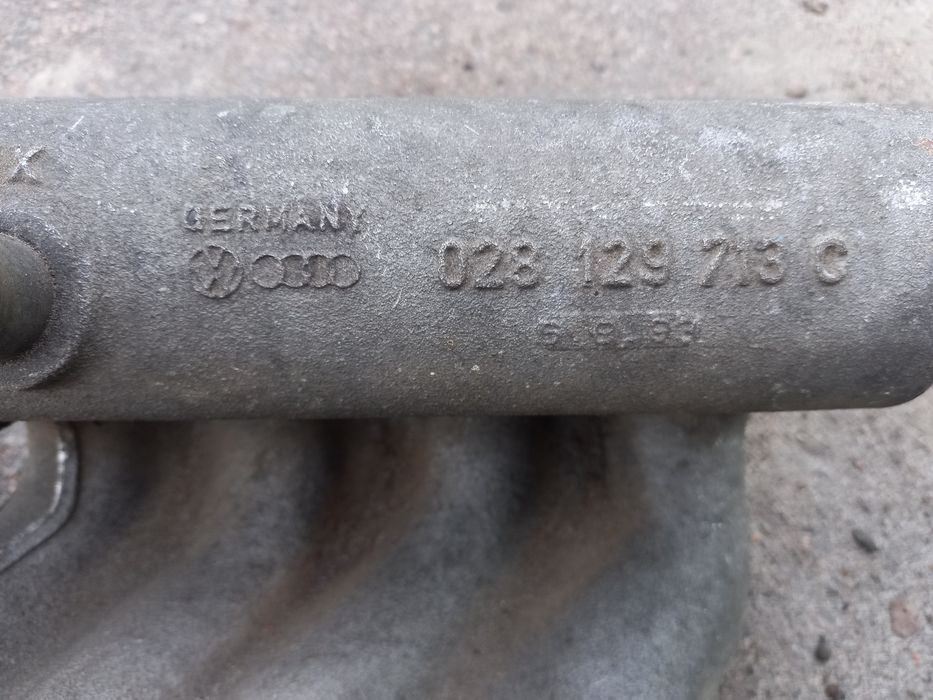 X
GERMANY
028 129 713 C